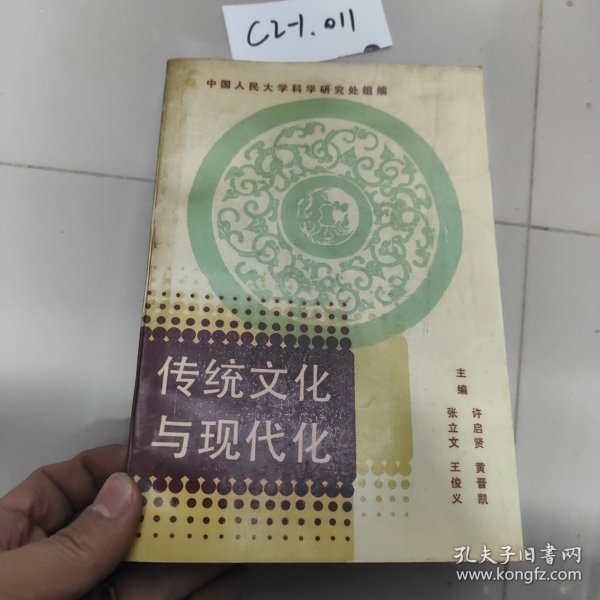 C2-1.011
中国人民大学科学研究处组编
传统文化
与现代化
主编
许启贤 黄晋凯
张立文 王俊义
孔夫子旧书网
www.kongfz.com